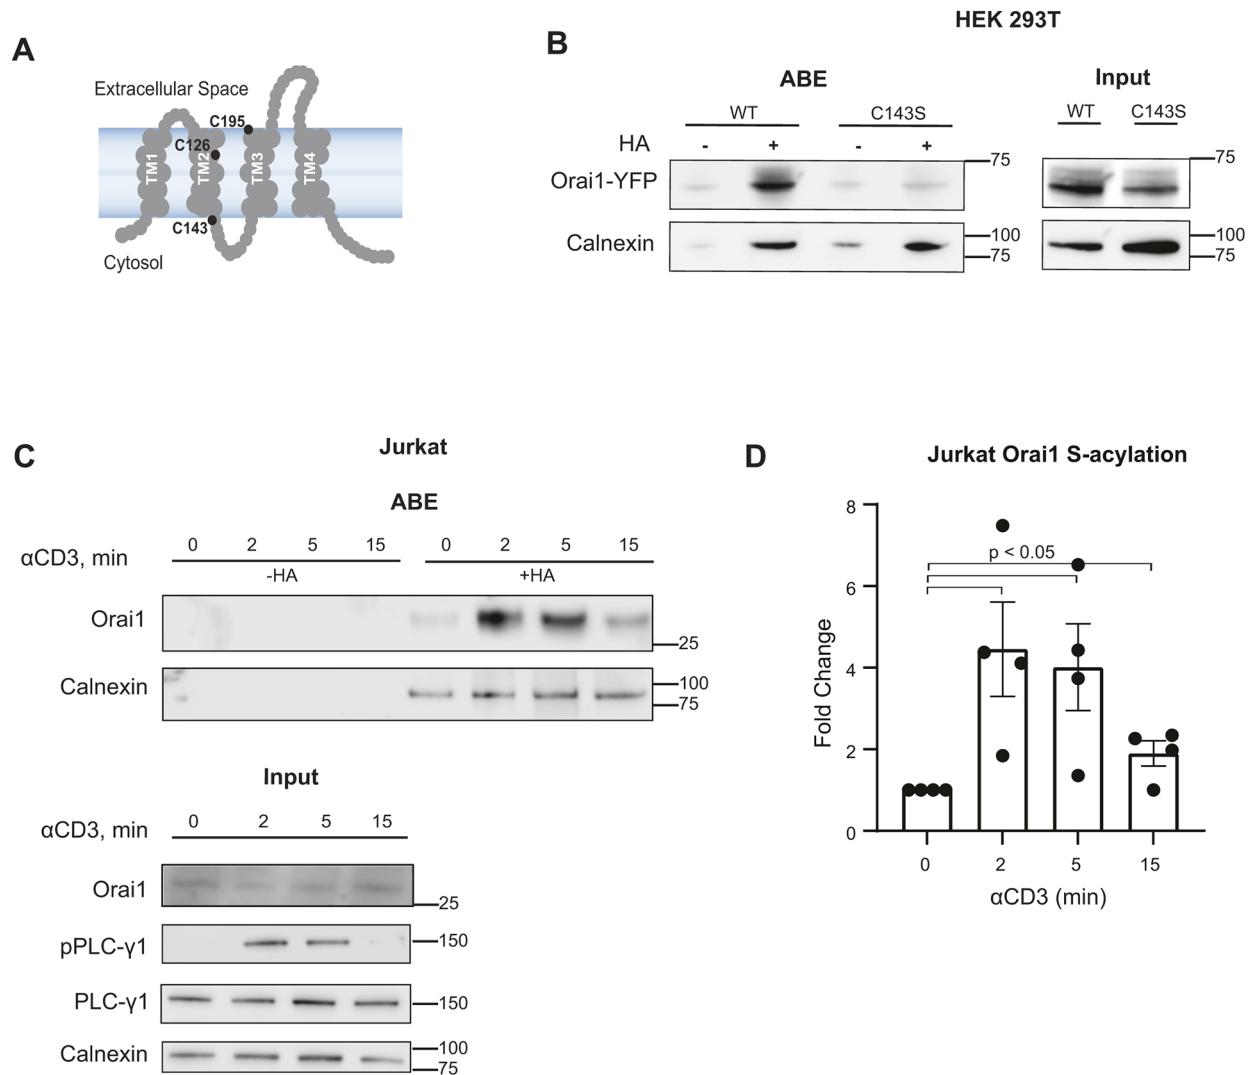 A
Extracellular Space
C195
C126
TM1
TM2
TM3
TM4
C143
Cytosol
HEK 293T
B
ABE
Input
WT
C143S
WT
C143S
HA
-
+
-
+
75
75
Orai1-YFP
Calnexin
100
75
100
75
C
Jurkat
ABE
αCD3, min
0
2
5
15
0
2
5
15
-HA
+HA
Orai1
25
Calnexin
100
75
Input
αCD3, min
0
2
5
15
Orai1
25
pPLC-γ1
150
PLC-γ1
150
Calnexin
100
75
D
Jurkat Orai1 S-acylation
Fold Change
8
6
4
2
0
p < 0.05
0
2
5
15
αCD3 (min)